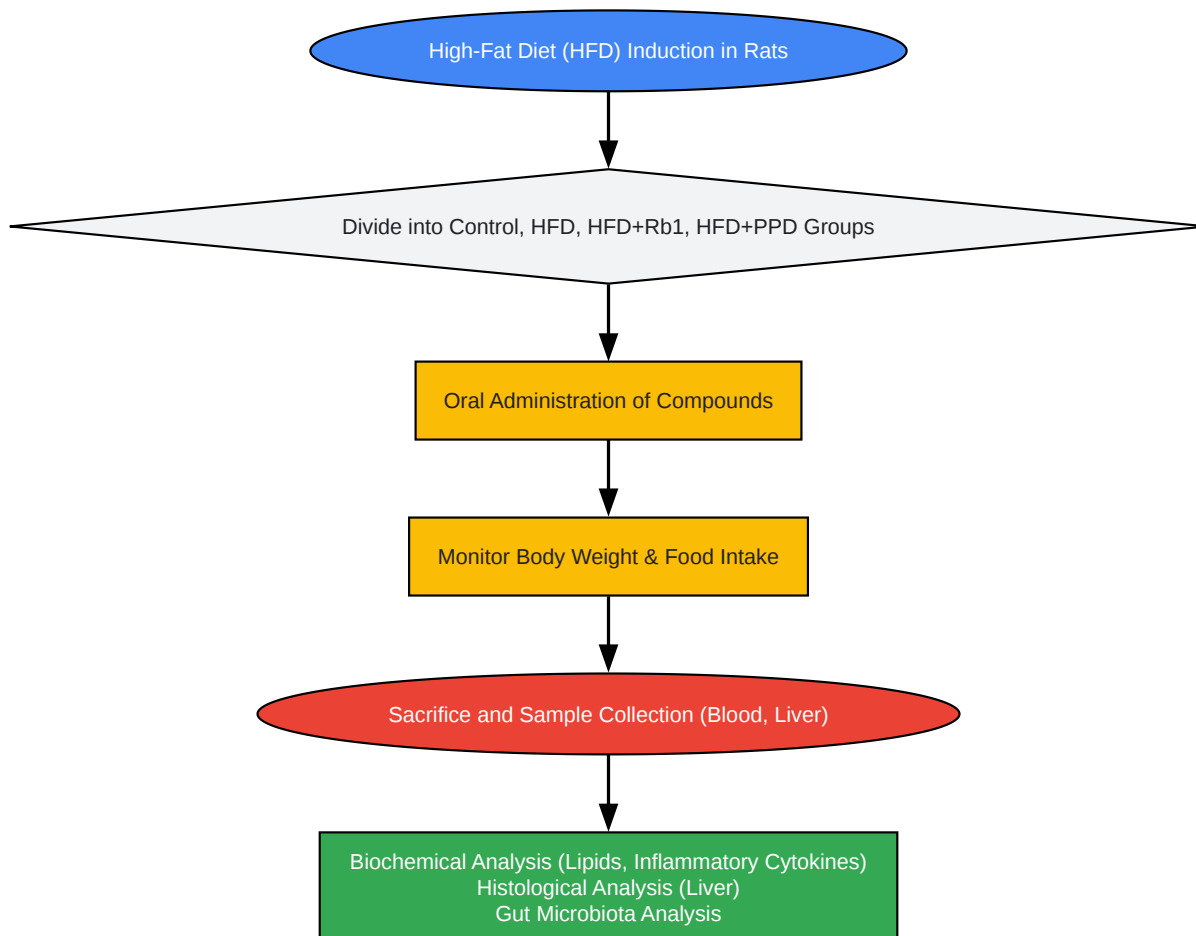 High-Fat Diet (HFD) Induction in Rats
Divide into Control, HFD, HFD+Rb1, HFD+PPD Groups
Oral Administration of Compounds
Monitor Body Weight & Food Intake
Sacrifice and Sample Collection (Blood, Liver)
Biochemical Analysis (Lipids, Inflammatory Cytokines)
Histological Analysis (Liver)
Gut Microbiota Analysis